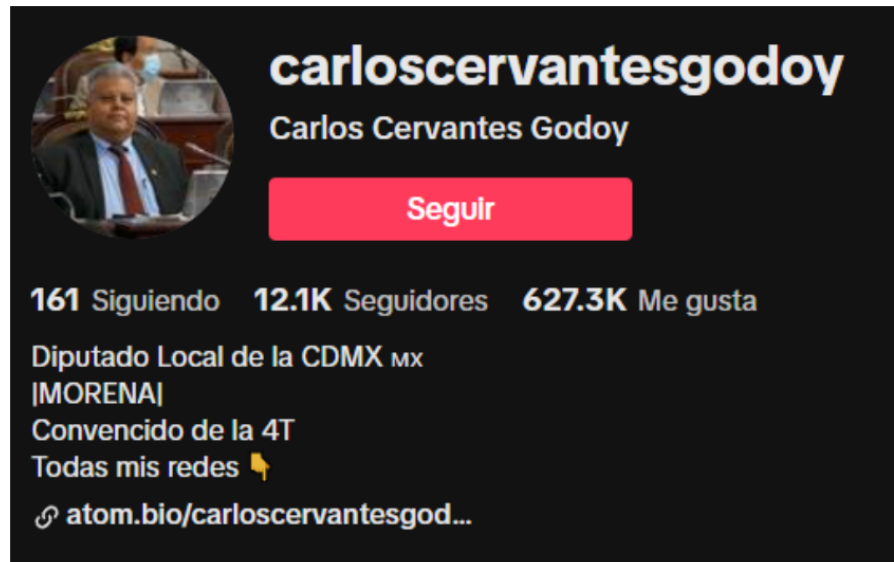 carloscervantesgodoy
Carlos Cervantes Godoy
Seguir
161 Siguiendo 12.1K Seguidores 627.3K Me gusta
Diputado Local de la CDMX MX
|MORENA|
Convencido de la 4T
Todas mis redes 👇
atom.bio/carloscervantesgod...